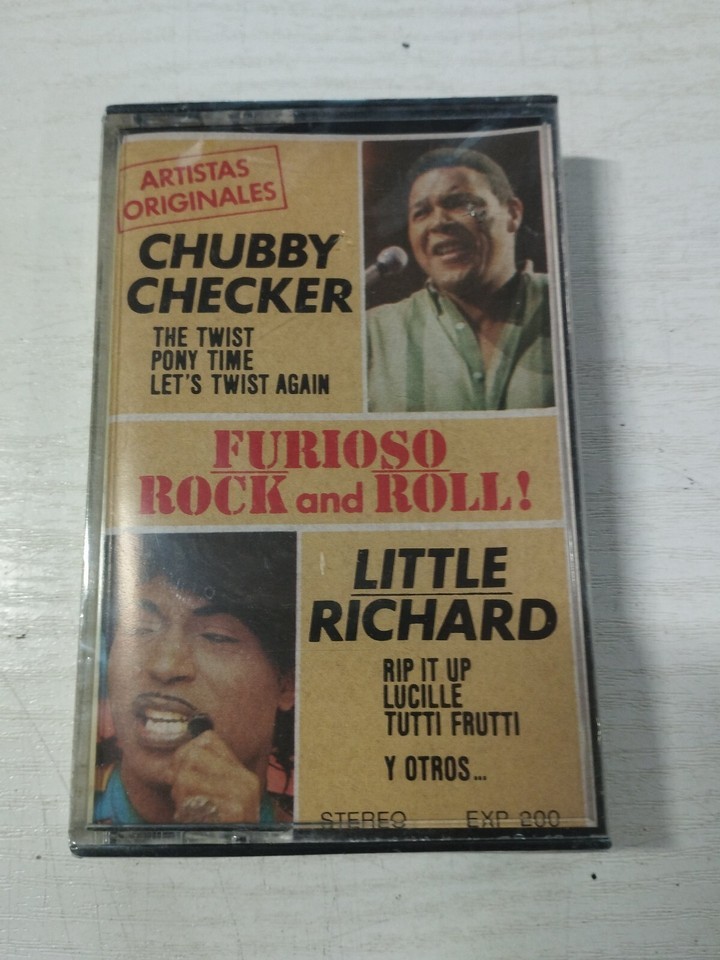 ARTISTAS
ORIGINALES
CHUBBY
CHECKER
THE TWIST
PONY TIME
LET'S TWIST AGAIN
FURIOSO
ROCK and ROLL!
LITTLE
RICHARD
RIP IT UP
LUCILLE
TUTTI FRUTTI
Y OTROS...
STEREO EXP 200